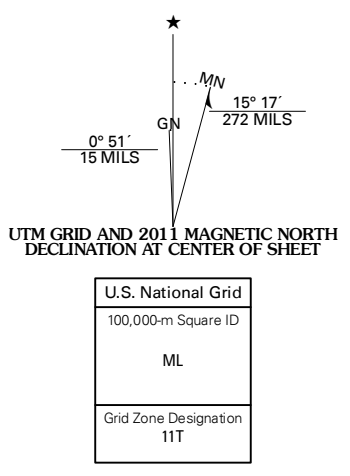 MN
15° 17´
272 MILS
GN
0° 51´
15 MILS
UTM GRID AND 2011 MAGNETIC NORTH
DECLINATION AT CENTER OF SHEET
U.S. National Grid
100,000-m Square ID
ML
Grid Zone Designation
11T